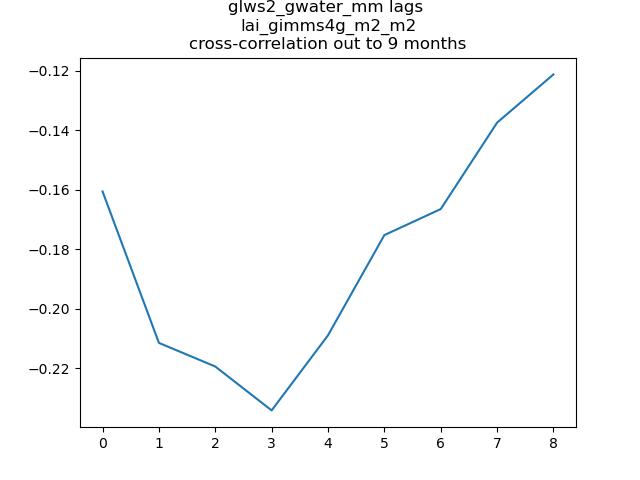 glws2_gwater_mm lags
lai_gimms4g_m2_m2
cross-correlation out to 9 months
−0.12
−0.14
−0.16
−0.18
−0.20
−0.22
0 1 2 3 4 5 6 7 8